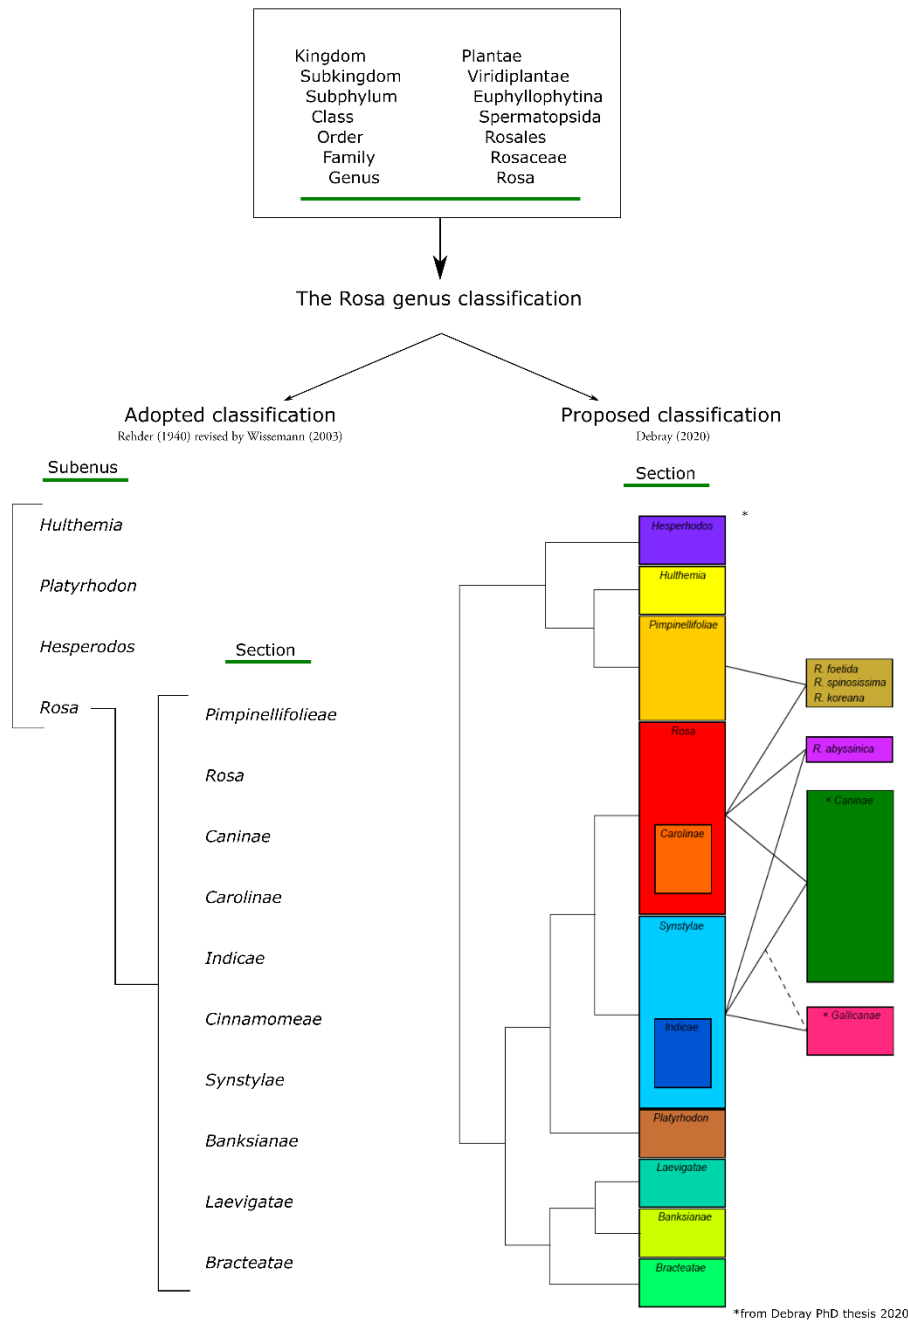 Kingdom Plantae
Subkingdom Viridiplantae
Subphylum Euphyllophytina
Class Spermatopsida
Order Rosales
Family Rosaceae
Genus Rosa
The Rosa genus classification
Adopted classification
Rehder (1940) revised by Wissemann (2003)
Subenus
Hulthemia
Platyrhodon
Hesperodos
Rosa
Section
Pimpinellifolieae
Rosa
Caninae
Carolinae
Indicae
Cinnamomeae
Synstylae
Banksianae
Laevigatae
Bracteatae
Proposed classification
Debray (2020)
Section
*
Hesperhodos
Hulthemia
Pimpinellifoliae
Rosa
Carolinae
Synstylae
Indicae
Platyrhodon
Laevigatae
Banksianae
Bracteatae
R. foetida
R. spinosissima
R. koreana
R. abyssinica
* Caninae
* Gallicanae
*from Debray PhD thesis 2020